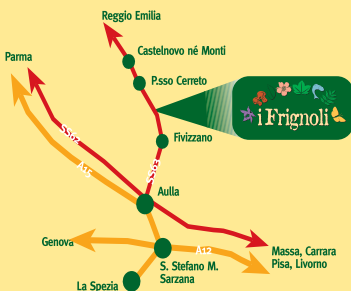 Reggio Emilia
Parma
Castelnovo né Monti
P.sso Cerreto
i Frignoli
SS62
A15
Fivizzano
SS63
Aulla
Genova
A12
Massa, Carrara
Pisa, Livorno
S. Stefano M.
Sarzana
La Spezia